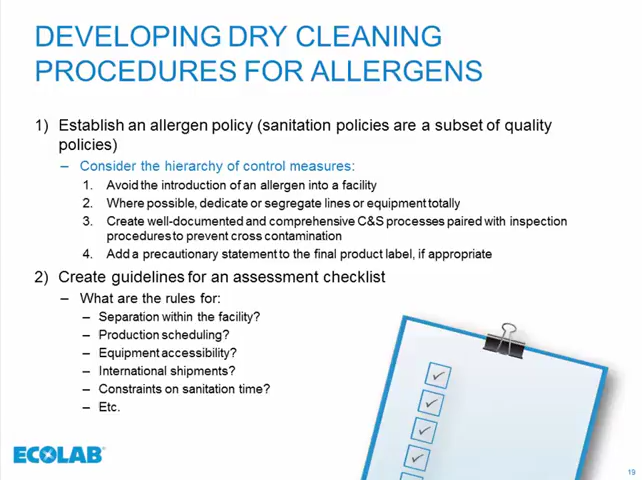 DEVELOPING DRY CLEANING
PROCEDURES FOR ALLERGENS
1) Establish an allergen policy (sanitation policies are a subset of quality
policies)
– Consider the hierarchy of control measures:
1. Avoid the introduction of an allergen into a facility
2. Where possible, dedicate or segregate lines or equipment totally
3. Create well-documented and comprehensive C&S processes paired with inspection
procedures to prevent cross contamination
4. Add a precautionary statement to the final product label, if appropriate
2) Create guidelines for an assessment checklist
– What are the rules for:
– Separation within the facility?
– Production scheduling?
– Equipment accessibility?
– International shipments?
– Constraints on sanitation time?
– Etc.
ECOLAB®
19